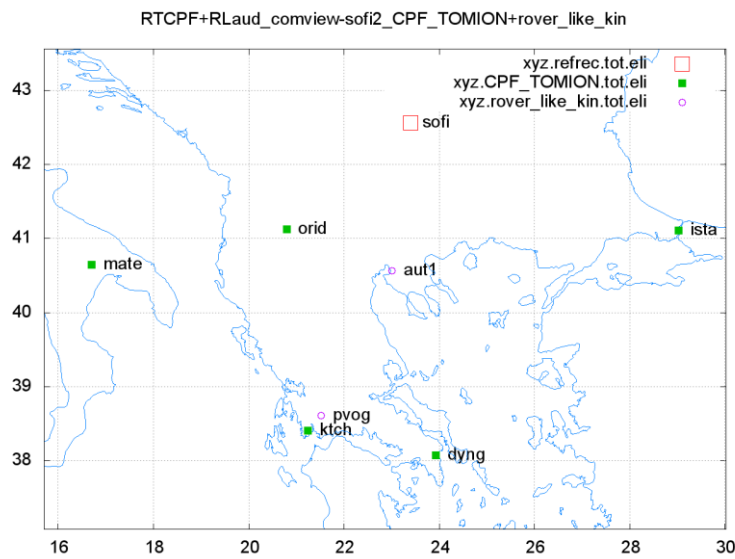 RTCPF+RLaud_comview-sofi2_CPF_TOMION+rover_like_kin
xyz.refrec.tot.eli
xyz.CPF_TOMION.tot.eli
xyz.rover_like_kin.tot.eli
43
sofi
42
orid
ista
41
mate
aut1
40
39
pvog
ktch
38
dyng
16 18 20 22 24 26 28 30